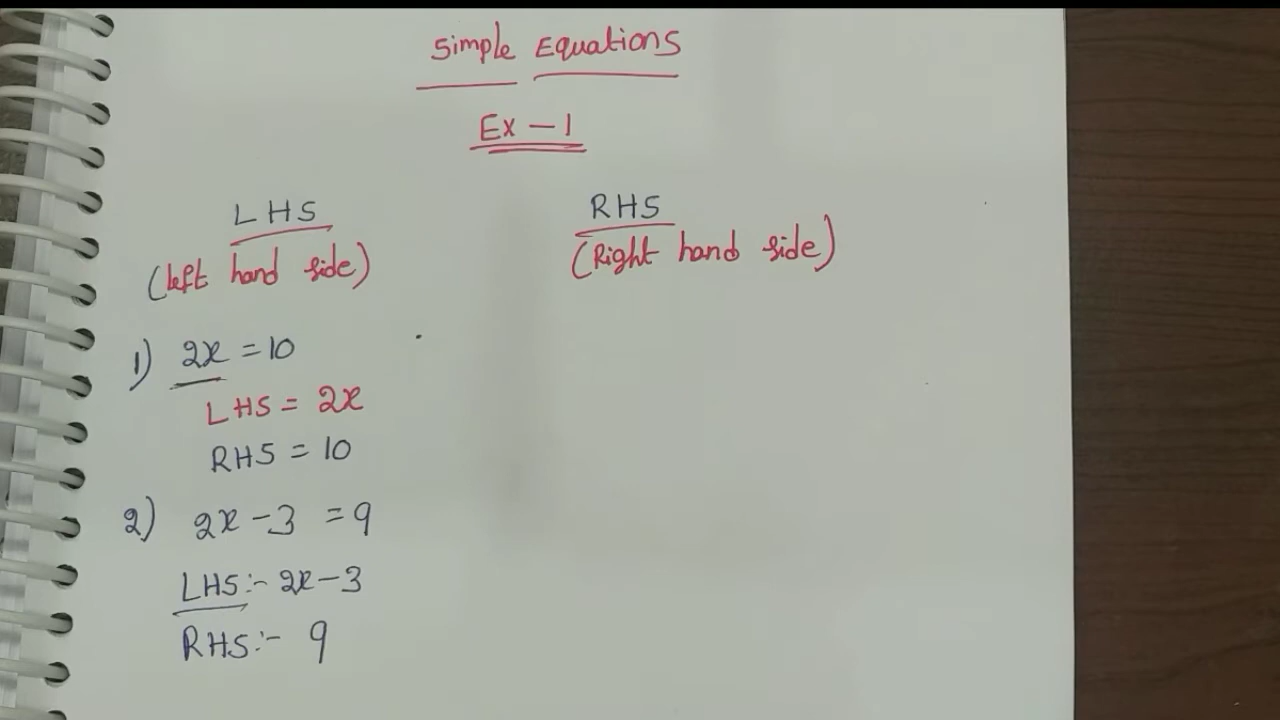 Simple Equations
Ex - 1
LHS RHS
(left hand side) (Right hand side)
1) 2x = 10
LHS = 2x
RHS = 10
2) 2x - 3 = 9
LHS :- 2x - 3
RHS :- 9